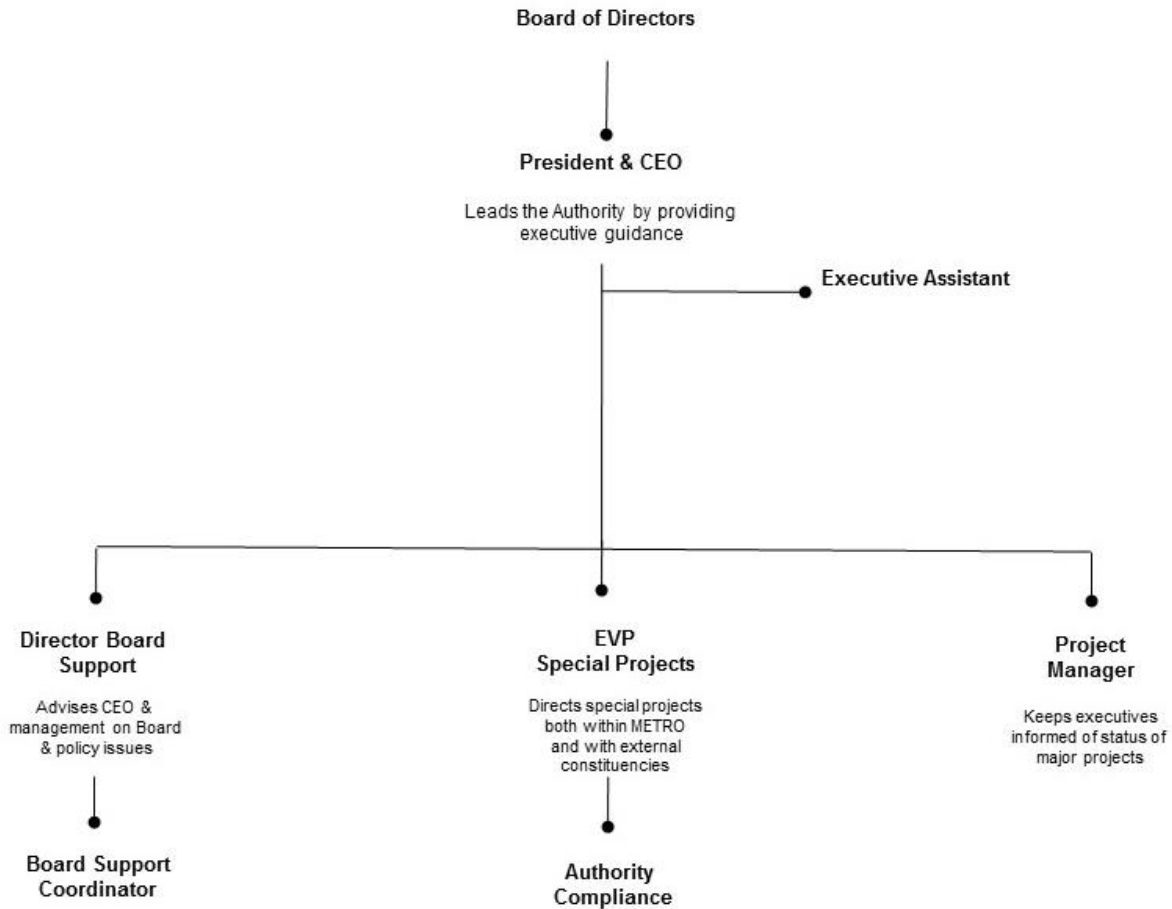 Board of Directors
President & CEO
Leads the Authority by providing
executive guidance
Executive Assistant
Director Board
Support
Advises CEO &
management on Board
& policy issues
Board Support
Coordinator
EVP
Special Projects
Directs special projects
both within METRO
and with external
constituencies
Authority
Compliance
Project
Manager
Keeps executives
informed of status of
major projects